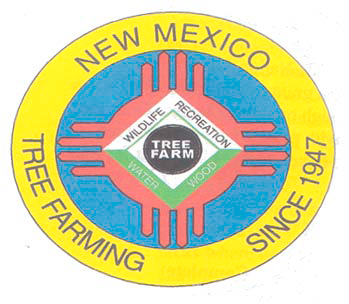 NEW MEXICO
TREE FARMING
SINCE 1947
WILDLIFE
RECREATION
TREE
FARM
WATER
WOOD